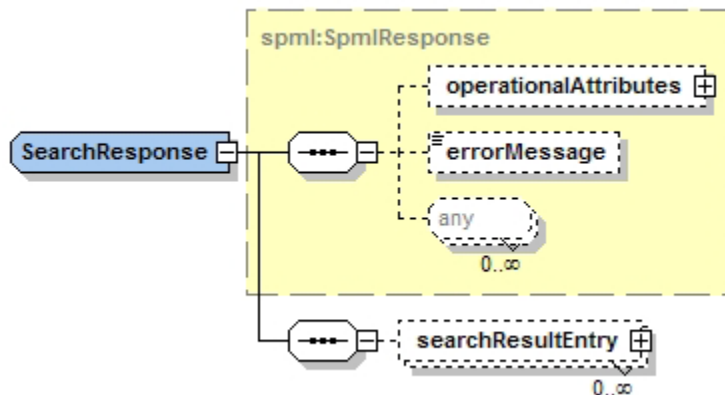 spml:SpmlResponse
operationalAttributes
SearchResponse
errorMessage
any
0..∞
searchResultEntry
0..∞